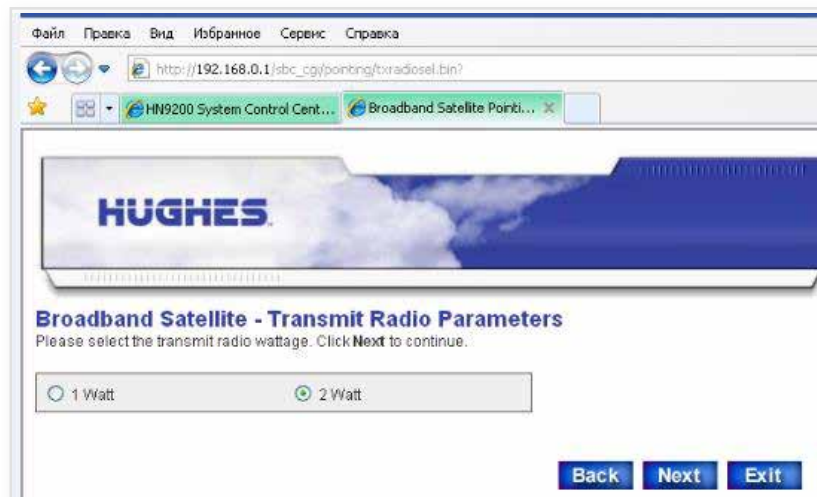 Файл Правка Вид Избранное Сервис Справка
http://192.168.0.1/sbc_cgi/pointing/txradiosel.bin?
HN9200 System Control Cent... Broadband Satellite Pointi...
HUGHES
Broadband Satellite - Transmit Radio Parameters
Please select the transmit radio wattage. Click Next to continue.
1 Watt 2 Watt
Back Next Exit